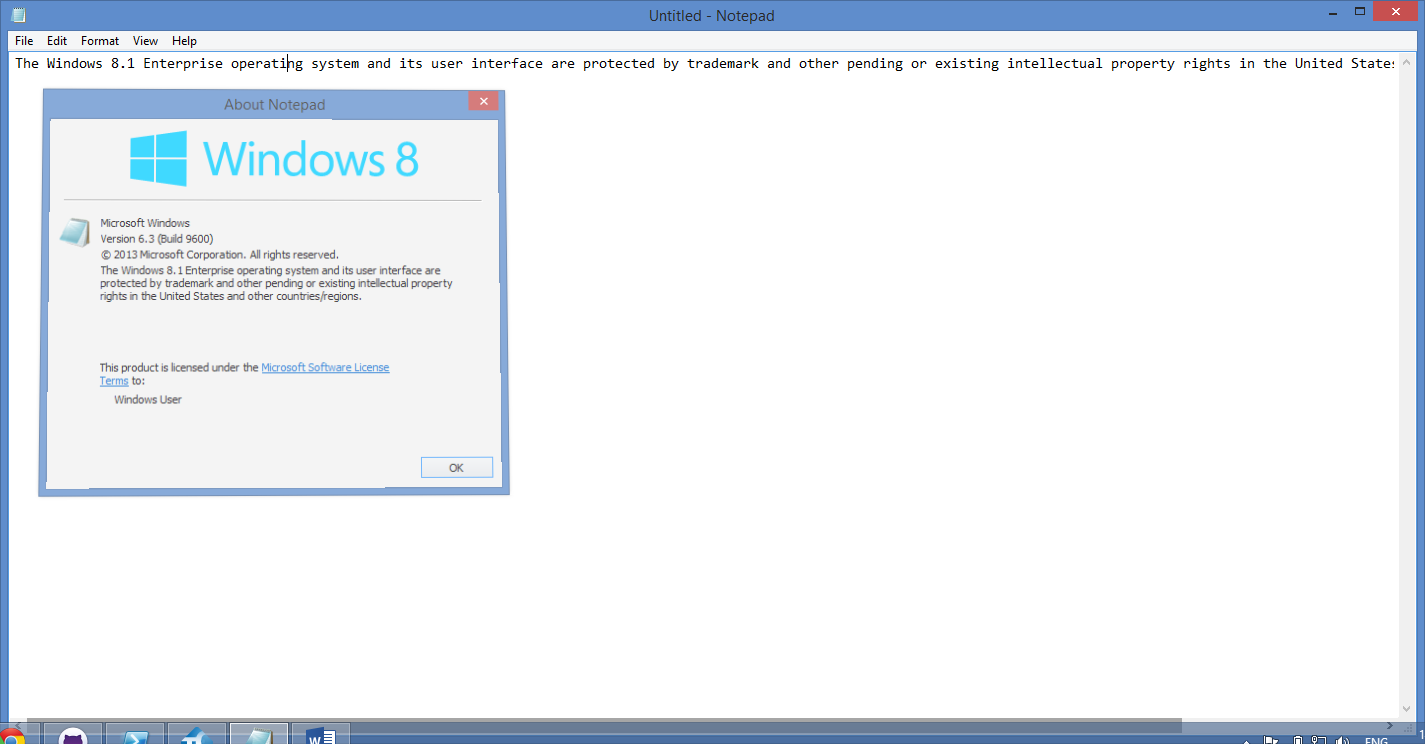 Untitled - Notepad
File Edit Format View Help
The Windows 8.1 Enterprise operating system and its user interface are protected by trademark and other pending or existing intellectual property rights in the United States
About Notepad
Windows 8
Microsoft Windows
Version 6.3 (Build 9600)
© 2013 Microsoft Corporation. All rights reserved.
The Windows 8.1 Enterprise operating system and its user interface are
protected by trademark and other pending or existing intellectual property
rights in the United States and other countries/regions.
This product is licensed under the Microsoft Software License
Terms to:
Windows User
OK
ENG